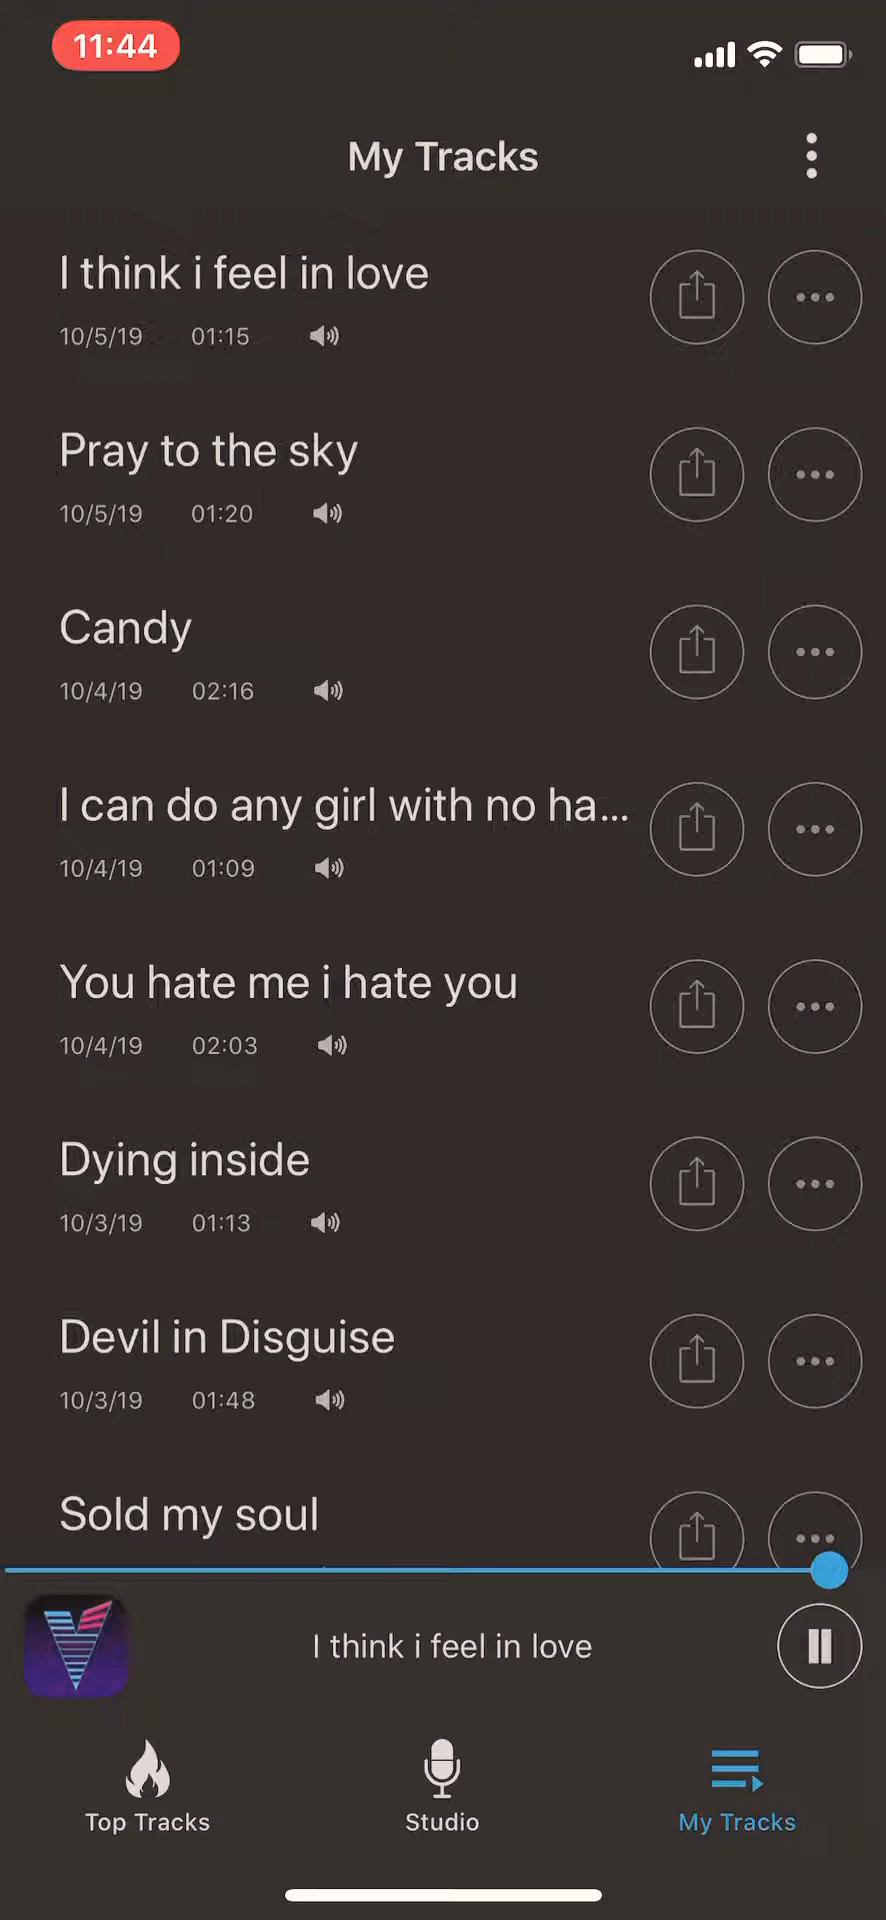 11:44
My Tracks
I think i feel in love
10/5/19 01:15
Pray to the sky
10/5/19 01:20
Candy
10/4/19 02:16
I can do any girl with no ha...
10/4/19 01:09
You hate me i hate you
10/4/19 02:03
Dying inside
10/3/19 01:13
Devil in Disguise
10/3/19 01:48
Sold my soul
I think i feel in love
Top Tracks Studio My Tracks